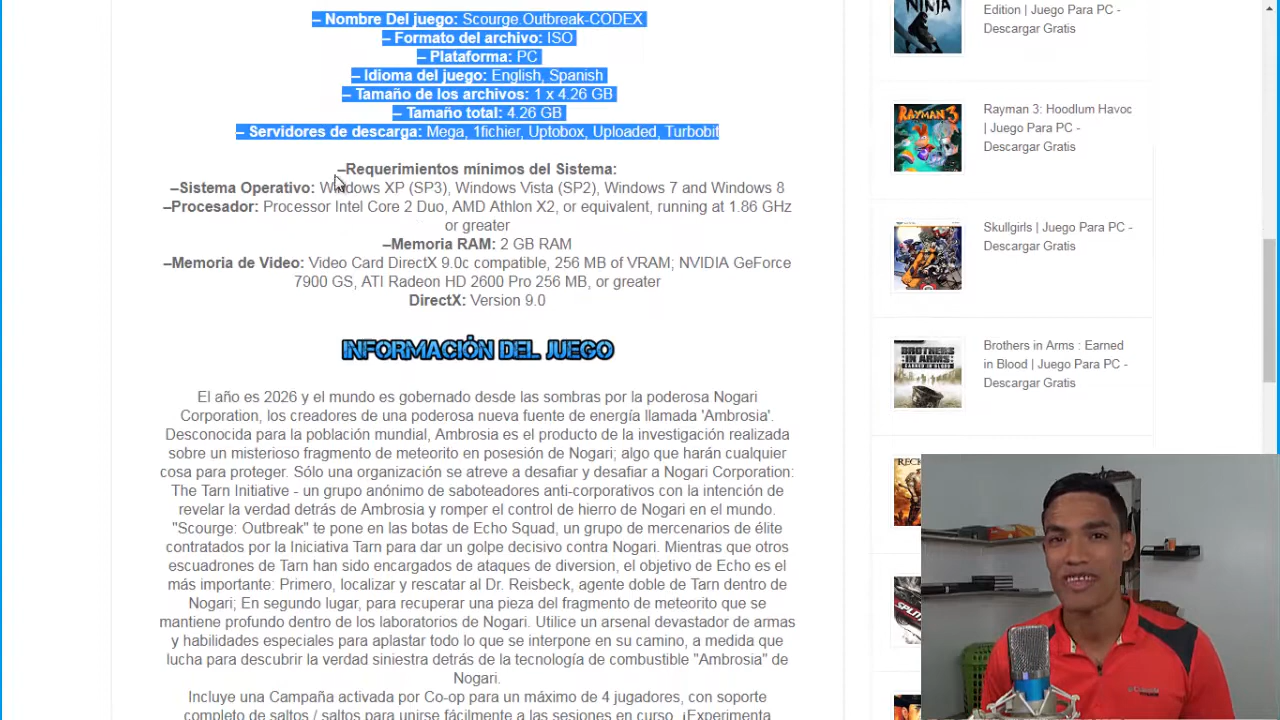 – Nombre Del juego: Scourge.Outbreak-CODEX
– Formato del archivo: ISO
– Plataforma: PC
– Idioma del juego: English, Spanish
– Tamaño de los archivos: 1 x 4.26 GB
– Tamaño total: 4.26 GB
– Servidores de descarga: Mega, 1fichier, Uptobox, Uploaded, Turbobit
–Requerimientos mínimos del Sistema:
–Sistema Operativo: Windows XP (SP3), Windows Vista (SP2), Windows 7 and Windows 8
–Procesador: Processor Intel Core 2 Duo, AMD Athlon X2, or equivalent, running at 1.86 GHz
or greater
–Memoria RAM: 2 GB RAM
–Memoria de Video: Video Card DirectX 9.0c compatible, 256 MB of VRAM; NVIDIA GeForce
7900 GS, ATI Radeon HD 2600 Pro 256 MB, or greater
DirectX: Version 9.0
INFORMACIÓN DEL JUEGO
El año es 2026 y el mundo es gobernado desde las sombras por la poderosa Nogari
Corporation, los creadores de una poderosa nueva fuente de energía llamada 'Ambrosia'.
Desconocida para la población mundial, Ambrosia es el producto de la investigación realizada
sobre un misterioso fragmento de meteorito en posesión de Nogari; algo que harán cualquier
cosa para proteger. Sólo una organización se atreve a desafiar y desafiar a Nogari Corporation:
The Tarn Initiative - un grupo anónimo de saboteadores anti-corporativos con la intención de
revelar la verdad detrás de Ambrosia y romper el control de hierro de Nogari en el mundo.
"Scourge: Outbreak" te pone en las botas de Echo Squad, un grupo de mercenarios de élite
contratados por la Iniciativa Tarn para dar un golpe decisivo contra Nogari. Mientras que otros
escuadrones de Tarn han sido encargados de ataques de diversion, el objetivo de Echo es el
más importante: Primero, localizar y rescatar al Dr. Reisbeck, agente doble de Tarn dentro de
Nogari; En segundo lugar, para recuperar una pieza del fragmento de meteorito que se
mantiene profundo dentro de los laboratorios de Nogari. Utilice un arsenal devastador de armas
y habilidades especiales para aplastar todo lo que se interpone en su camino, a medida que
lucha para descubrir la verdad siniestra detrás de la tecnología de combustible "Ambrosia" de
Nogari.
Incluye una Campaña activada por Co-op para un máximo de 4 jugadores, con soporte
completo de saltos / saltos para unirse fácilmente a las sesiones en curso. ¡Experimenta
NINJA
Edition | Juego Para PC -
Descargar Gratis
RAYMAN 3
Rayman 3: Hoodlum Havoc
| Juego Para PC -
Descargar Gratis
Skullgirls | Juego Para PC -
Descargar Gratis
BROTHERS
IN ARMS
Brothers in Arms : Earned
in Blood | Juego Para PC -
Descargar Gratis